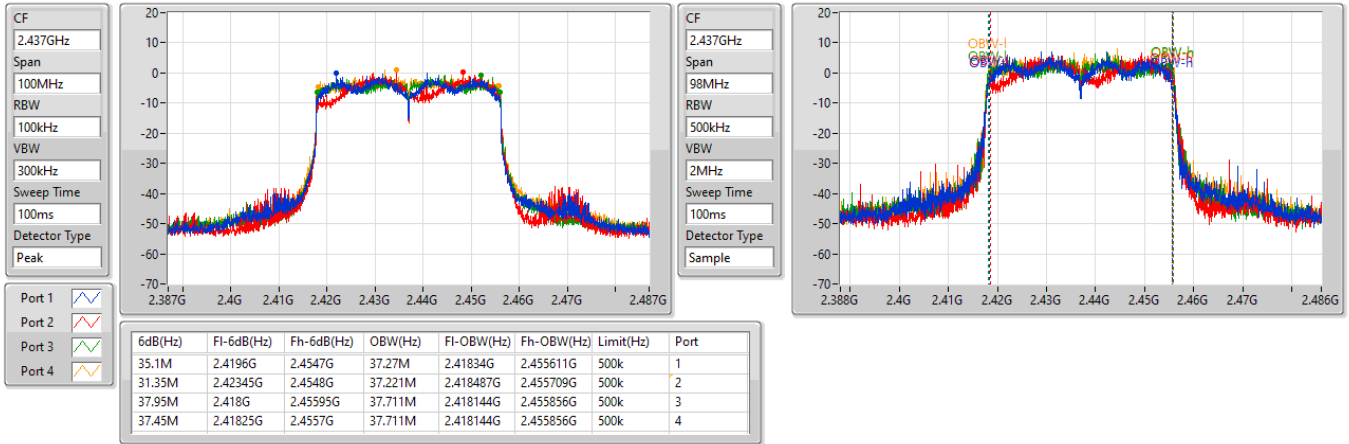 CF
2.437GHz
Span
100MHz
RBW
100kHz
VBW
300kHz
Sweep Time
100ms
Detector Type
Peak
20
10
0
-10
-20
-30
-40
-50
-60
-70
2.387G 2.4G 2.41G 2.42G 2.43G 2.44G 2.45G 2.46G 2.47G 2.487G
CF
2.437GHz
Span
98MHz
RBW
500kHz
VBW
2MHz
Sweep Time
100ms
Detector Type
Sample
20
10
0
-10
-20
-30
-40
-50
-60
-70
OBW-l
OBW-h
OBW-h
2.388G 2.4G 2.41G 2.42G 2.43G 2.44G 2.45G 2.46G 2.47G 2.486G
Port 1
Port 2
Port 3
Port 4
6dB(Hz) Fl-6dB(Hz) Fh-6dB(Hz) OBW(Hz) Fl-OBW(Hz) Fh-OBW(Hz) Limit(Hz) Port
35.1M 2.4196G 2.4547G 37.27M 2.41834G 2.455611G 500k 1
31.35M 2.42345G 2.4548G 37.221M 2.418487G 2.455709G 500k 2
37.95M 2.418G 2.45595G 37.711M 2.418144G 2.455856G 500k 3
37.45M 2.41825G 2.4557G 37.711M 2.418144G 2.455856G 500k 4